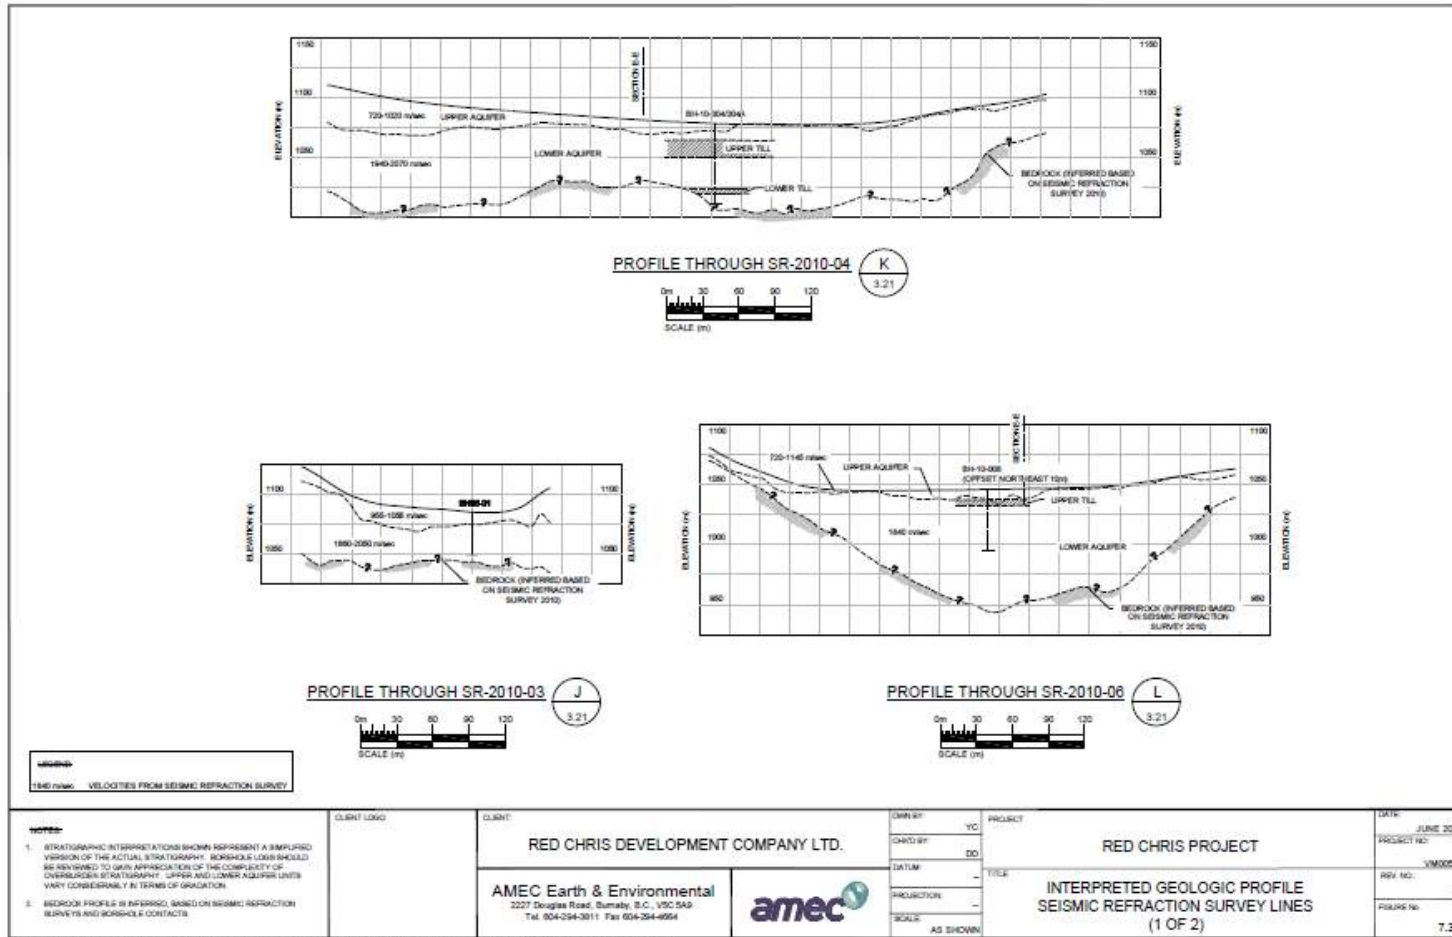 1150
1150
SECTION E-E
1100
1100
720-1020 m/sec
UPPER AQUIFER
BH-10-204/204A
ELEVATION (m)
ELEVATION (m)
UPPER TILL
LOWER AQUIFER
1050
1050
1940-2070 m/sec
BEDROCK (INFERRED BASED
ON SEISMIC REFRACTION
SURVEY 2010)
LOWER TILL
? ? ? ? ? ? ? ?
PROFILE THROUGH SR-2010-04
K
3.21
0m 30 60 90 120
SCALE (m)
SECTION E-E
1100
1100
720-1145 m/sec
UPPER AQUIFER
(OFFSET NORTHEAST 10m)
1050
1050
UPPER TILL
1840 m/sec
LOWER AQUIFER
1000
1000
ELEVATION (m)
ELEVATION (m)
950
950
? ? ? ? ? ? ? ?
BEDROCK (INFERRED BASED
ON SEISMIC REFRACTION
SURVEY 2010)
1100
1100
955-1055 m/sec
ELEVATION (m)
ELEVATION (m)
1050
1050
? ? ?
BEDROCK (INFERRED BASED
ON SEISMIC REFRACTION
SURVEY 2010)
PROFILE THROUGH SR-2010-03
J
3.21
0m 30 60 90 120
SCALE (m)
PROFILE THROUGH SR-2010-06
L
3.21
0m 30 60 90 120
SCALE (m)
LEGEND
1840 m/sec VELOCITIES FROM SEISMIC REFRACTION SURVEY
NOTES:
1. STRATIGRAPHIC INTERPRETATIONS SHOWN REPRESENT A SIMPLIFIED
VERSION OF THE ACTUAL STRATIGRAPHY. BOREHOLE LOGS SHOULD
BE REVIEWED TO GAIN APPRECIATION OF THE COMPLEXITY OF
OVERBURDEN STRATIGRAPHY. UPPER AND LOWER AQUIFER UNITS
VARY CONSIDERABLY IN TERMS OF GRADATION.
2. BEDROCK PROFILE IS INFERRED, BASED ON SEISMIC REFRACTION
SURVEYS AND BOREHOLE CONTACTS.
CLIENT LOGO
CLIENT:
RED CHRIS DEVELOPMENT COMPANY LTD.
AMEC Earth & Environmental
2227 Douglas Road, Burnaby, B.C., V5C 5A9
Tel. 604-294-3811 Fax 604-294-4664
amec
DWN BY:
YC
CHK'D BY:
DD
DATUM:
-
PROJECTION:
-
SCALE:
AS SHOWN
PROJECT
RED CHRIS PROJECT
TITLE
INTERPRETED GEOLOGIC PROFILE
SEISMIC REFRACTION SURVEY LINES
(1 OF 2)
DATE:
JUNE 20
PROJECT NO:
VM005
REV. NO.:
FIGURE No.
7.3